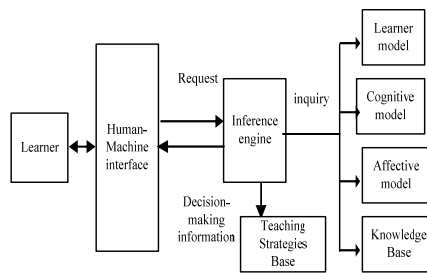 Learner
Human-
Machine
interface
Request
Inference
engine
inquiry
Decision-
making
information
Teaching
Strategies
Base
Learner
model
Cognitive
model
Affective
model
Knowledge
Base